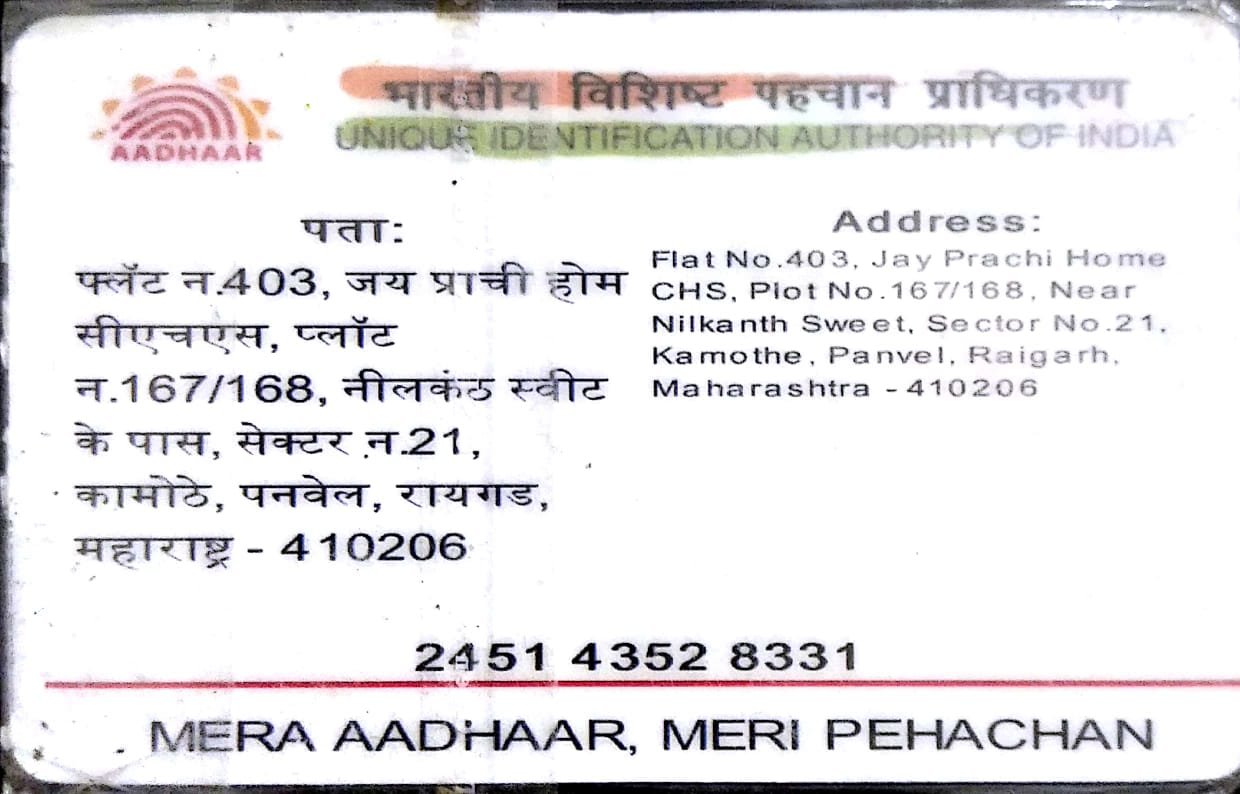 AADHAAR
भारतीय विशिष्ट पहचान प्राधिकरण
UNIQUE IDENTIFICATION AUTHORITY OF INDIA
पता:
फ्लॅट न.403, जय प्राची होम
सीएचएस, प्लॉट
न.167/168, नीलकंठ स्वीट
के पास, सेक्टर न.21,
कामोठे, पनवेल, रायगड,
महाराष्ट्र - 410206
Address:
Flat No.403, Jay Prachi Home
CHS, Plot No.167/168, Near
Nilkanth Sweet, Sector No.21,
Kamothe, Panvel, Raigarh,
Maharashtra - 410206
2451 4352 8331
MERA AADHAAR, MERI PEHACHAN